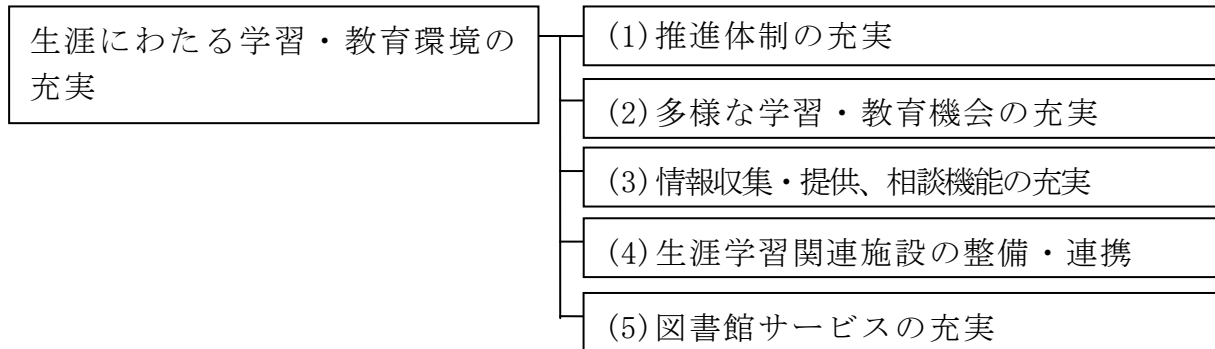 生涯にわたる学習・教育環境の
充実
(1)推進体制の充実
(2)多様な学習・教育機会の充実
(3)情報収集・提供、相談機能の充実
(4)生涯学習関連施設の整備・連携
(5)図書館サービスの充実